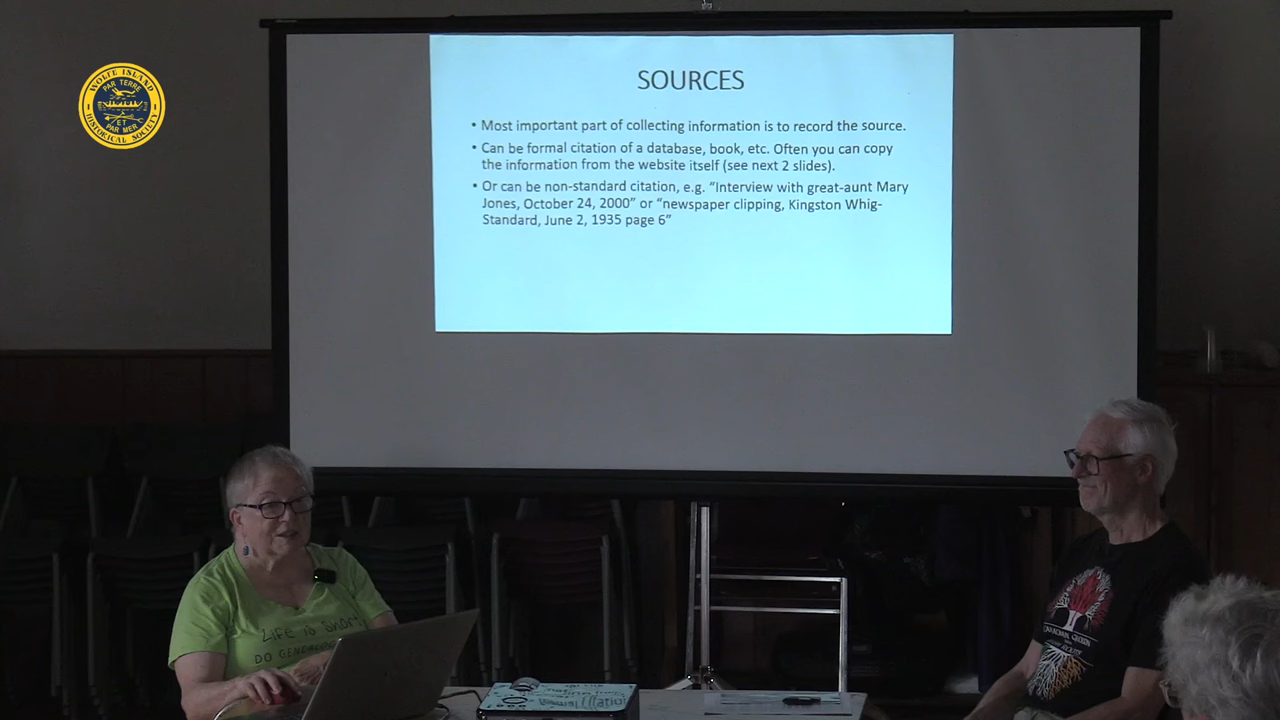 SOURCES
• Most important part of collecting information is to record the source.
• Can be formal citation of a database, book, etc. Often you can copy
the information from the website itself (see next 2 slides).
• Or can be non-standard citation, e.g. “Interview with great-aunt Mary
Jones, October 24, 2000” or “newspaper clipping, Kingston Whig-
Standard, June 2, 1935 page 6”
WOLFE ISLAND
PAR TERRE
ET
PAR MER
HISTORICAL SOCIETY
Life is Short
DO